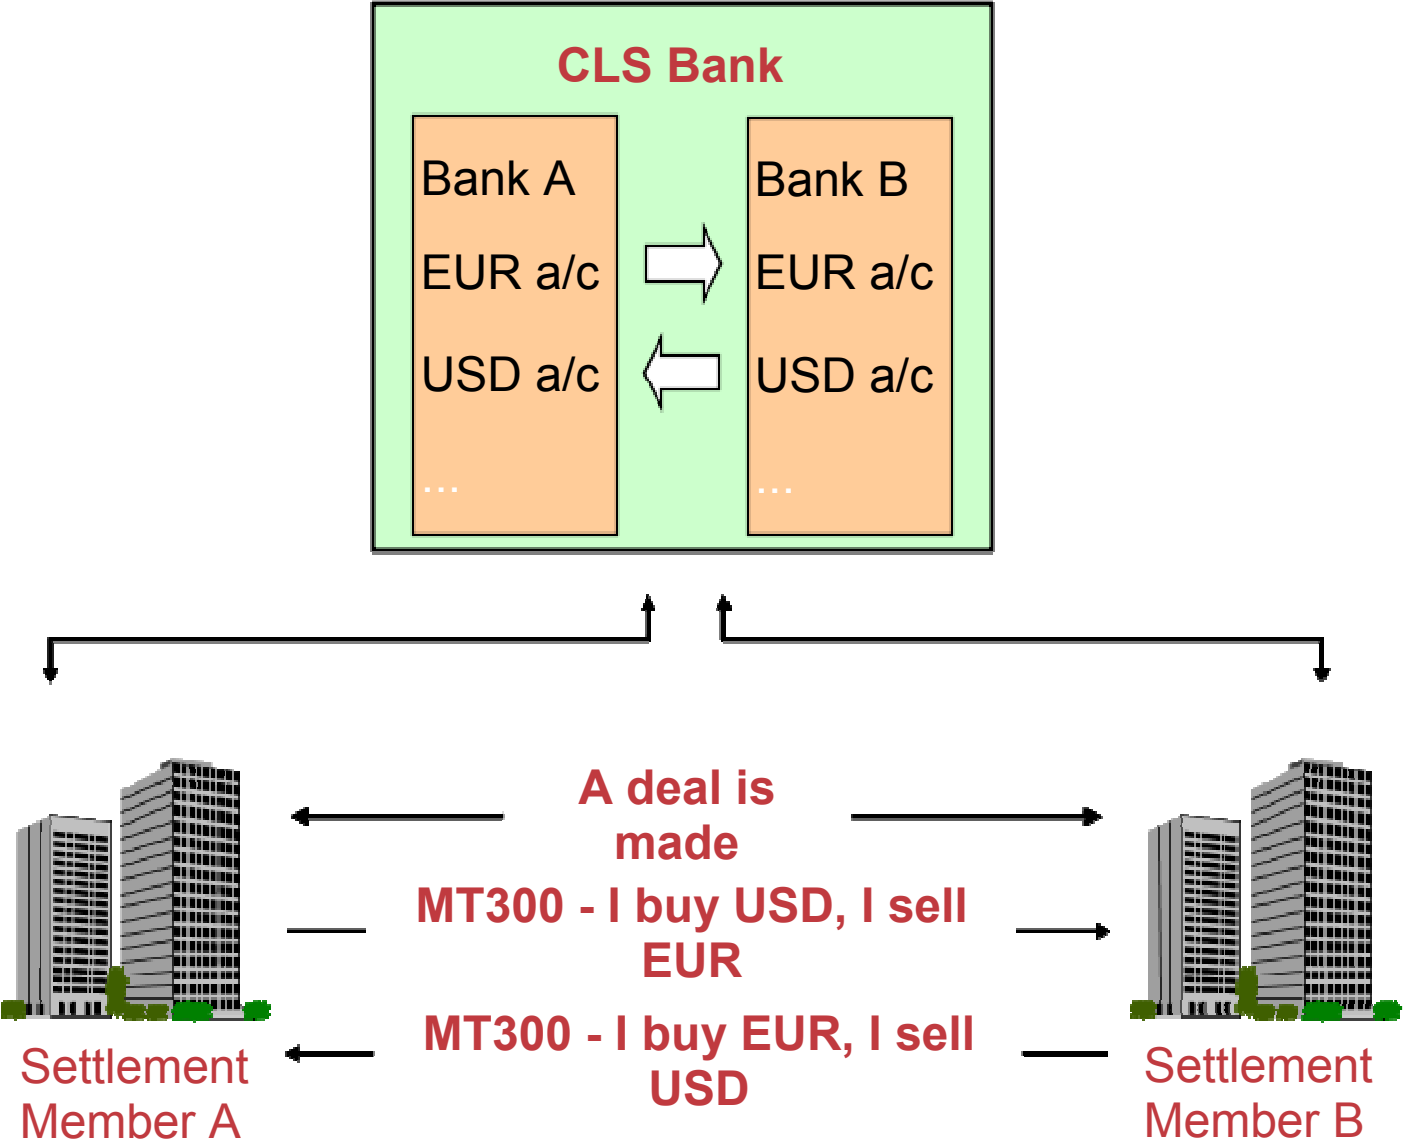 CLS Bank
Bank A
EUR a/c
USD a/c
...
Bank B
EUR a/c
USD a/c
...
A deal is
made
MT300 - I buy USD, I sell
EUR
MT300 - I buy EUR, I sell
USD
Settlement
Member A
Settlement
Member B